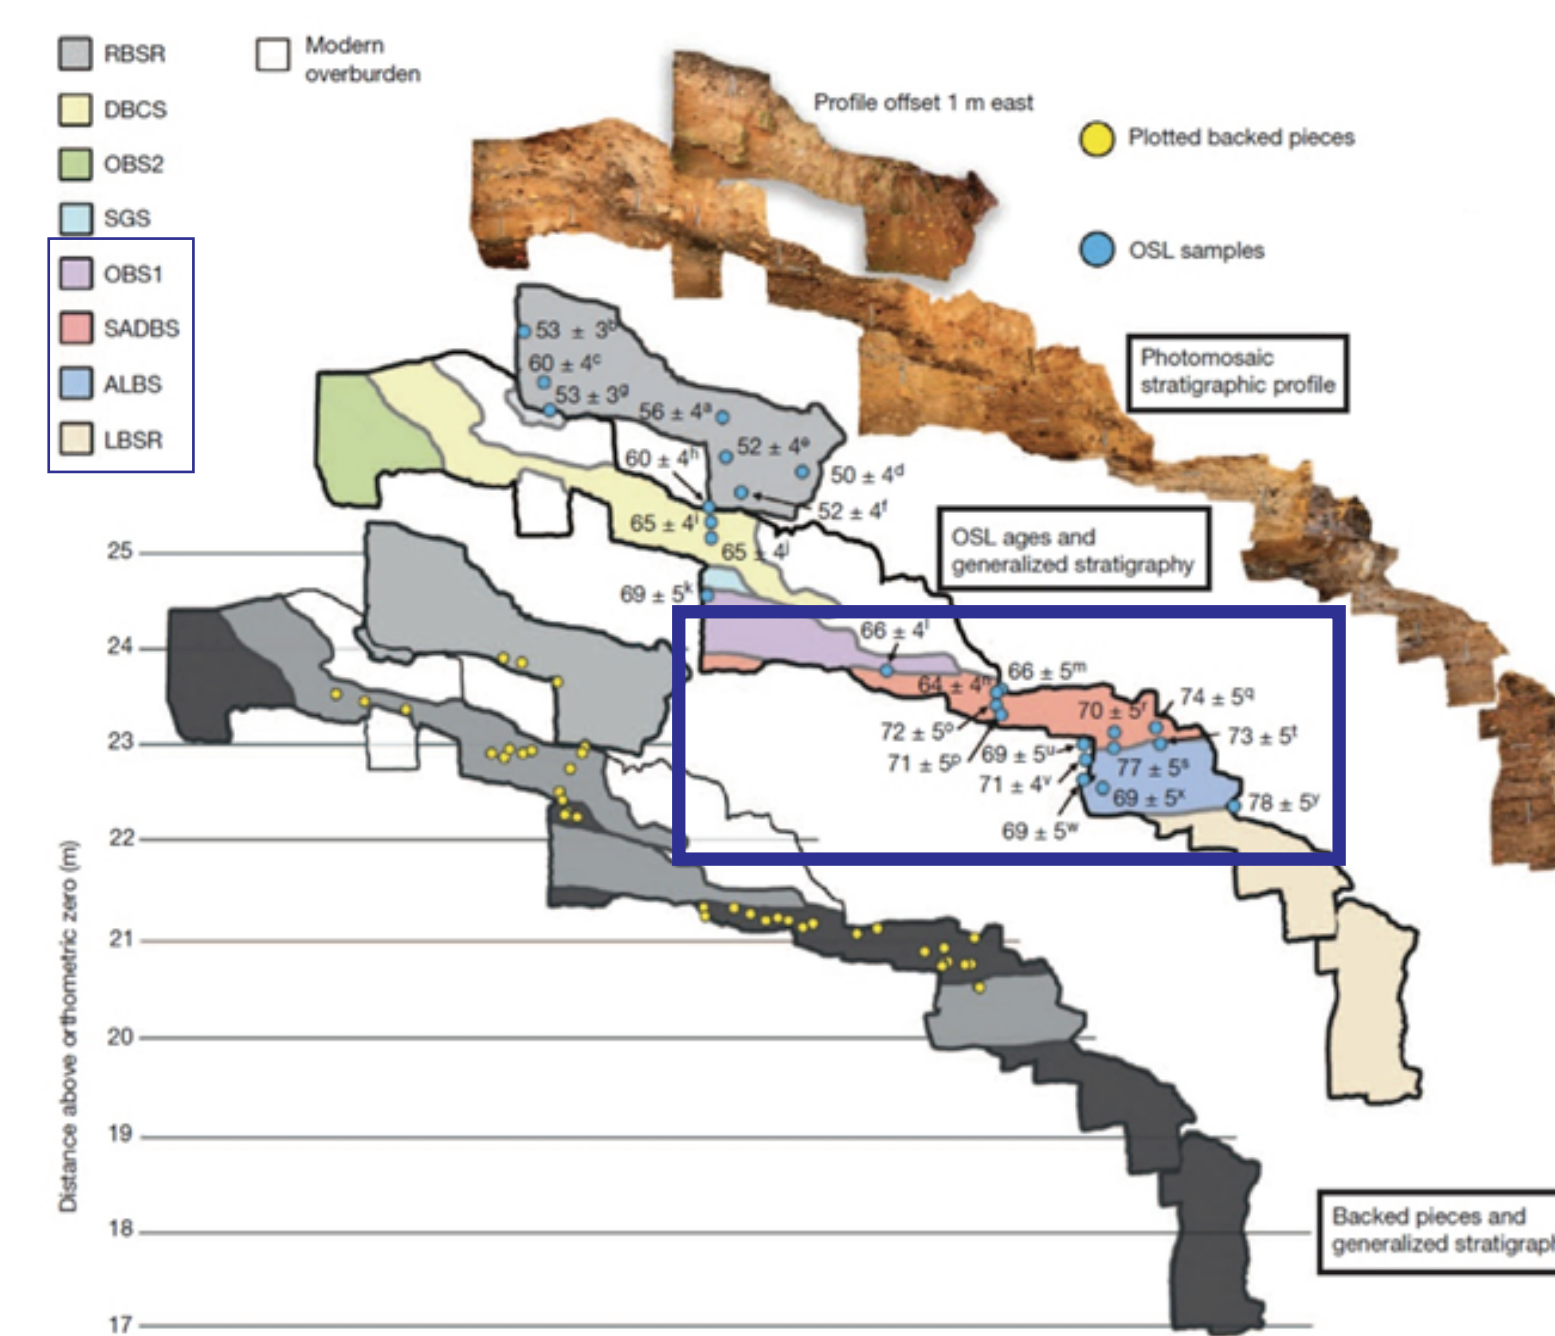 RBSR
DBCS
OBS2
SGS
OBS1
SADBS
ALBS
LBSR
Modern
overburden
Profile offset 1 m east
Plotted backed pieces
OSL samples
Photomosaic
stratigraphic profile
53 ± 3ᵇ
60 ± 4ᶜ
53 ± 3ᵍ
56 ± 4ᵃ
52 ± 4ᵉ
60 ± 4ʰ
50 ± 4ᵈ
52 ± 4ᶠ
65 ± 4ⁱ
65 ± 4ʲ
OSL ages and
generalized stratigraphy
69 ± 5ᵏ
66 ± 4ˡ
66 ± 5ᵐ
64 ± 4ⁿ
74 ± 5q
70 ± 5ʳ
72 ± 5ᵒ
73 ± 5ᵗ
71 ± 5ᵖ
69 ± 5ᵘ
77 ± 5ˢ
71 ± 4ᵛ
69 ± 5ˣ
78 ± 5ʸ
69 ± 5ʷ
Distance above orthometric zero (m)
25
24
23
22
21
20
19
18
17
Backed pieces and
generalized stratigraph